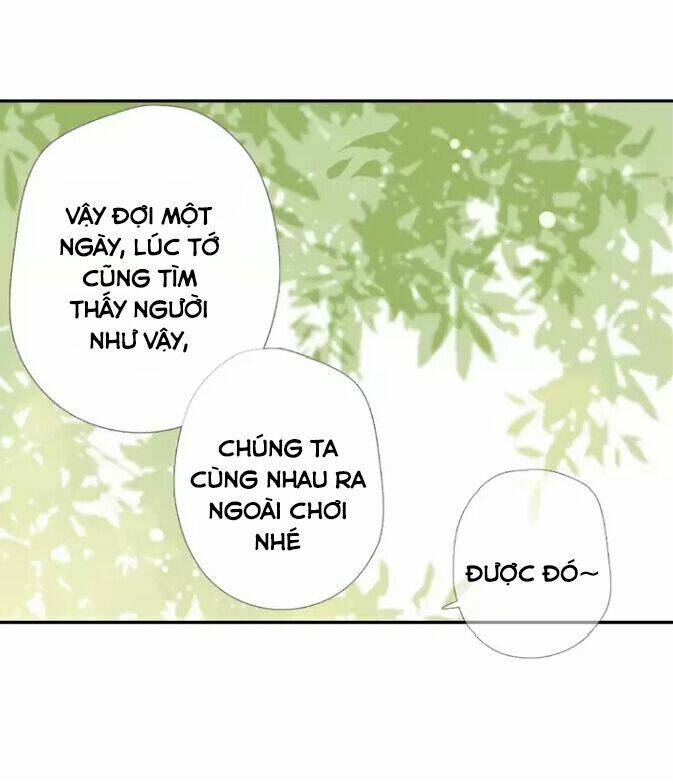 VẬY ĐỢI MỘT
NGÀY, LÚC TỚ
CŨNG TÌM
THẤY NGƯỜI
NHƯ VẬY,
CHÚNG TA
CÙNG NHAU RA
NGOÀI CHƠI
NHÉ
ĐƯỢC ĐÓ~